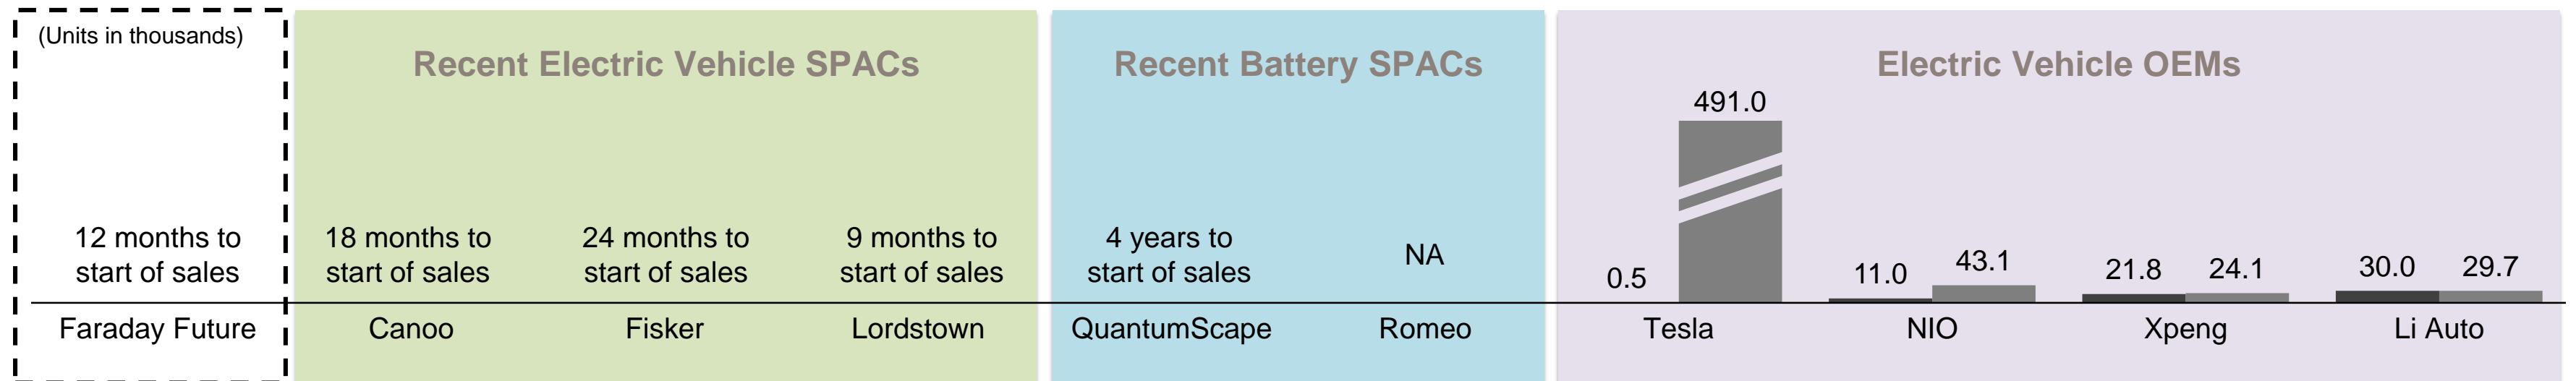 (Units in thousands)
Recent Electric Vehicle SPACs
Recent Battery SPACs
Electric Vehicle OEMs
491.0
12 months to
start of sales
18 months to
start of sales
24 months to
start of sales
9 months to
start of sales
4 years to
start of sales
NA
0.5
11.0
43.1
21.8
24.1
30.0
29.7
Faraday Future
Canoo
Fisker
Lordstown
QuantumScape
Romeo
Tesla
NIO
Xpeng
Li Auto